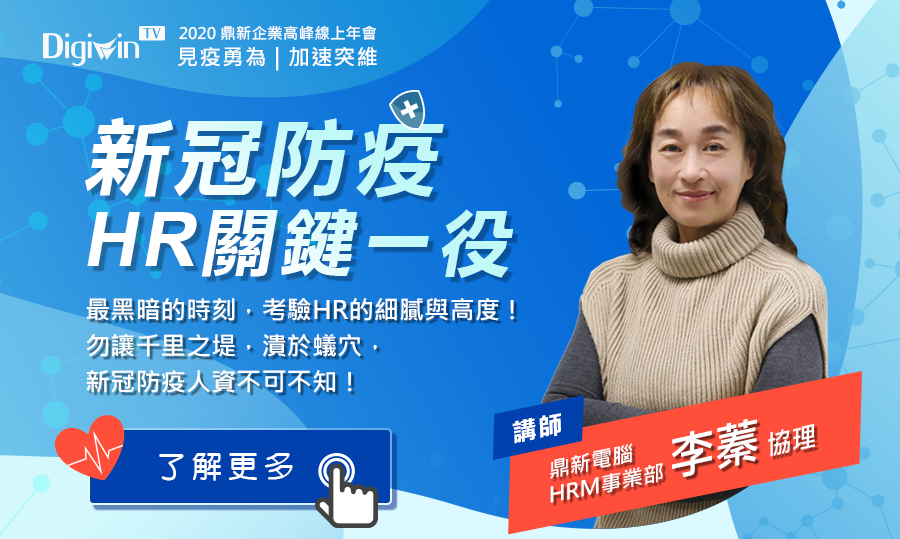 Digiwin TV
2020 鼎新企業高峰線上年會
見疫勇為 | 加速突維
新冠防疫
HR關鍵一役
最黑暗的時刻，考驗HR的細膩與高度！
勿讓千里之堤，潰於蟻穴，
新冠防疫人資不可不知！
了解更多
講師
鼎新電腦
HRM事業部 李蓁 協理